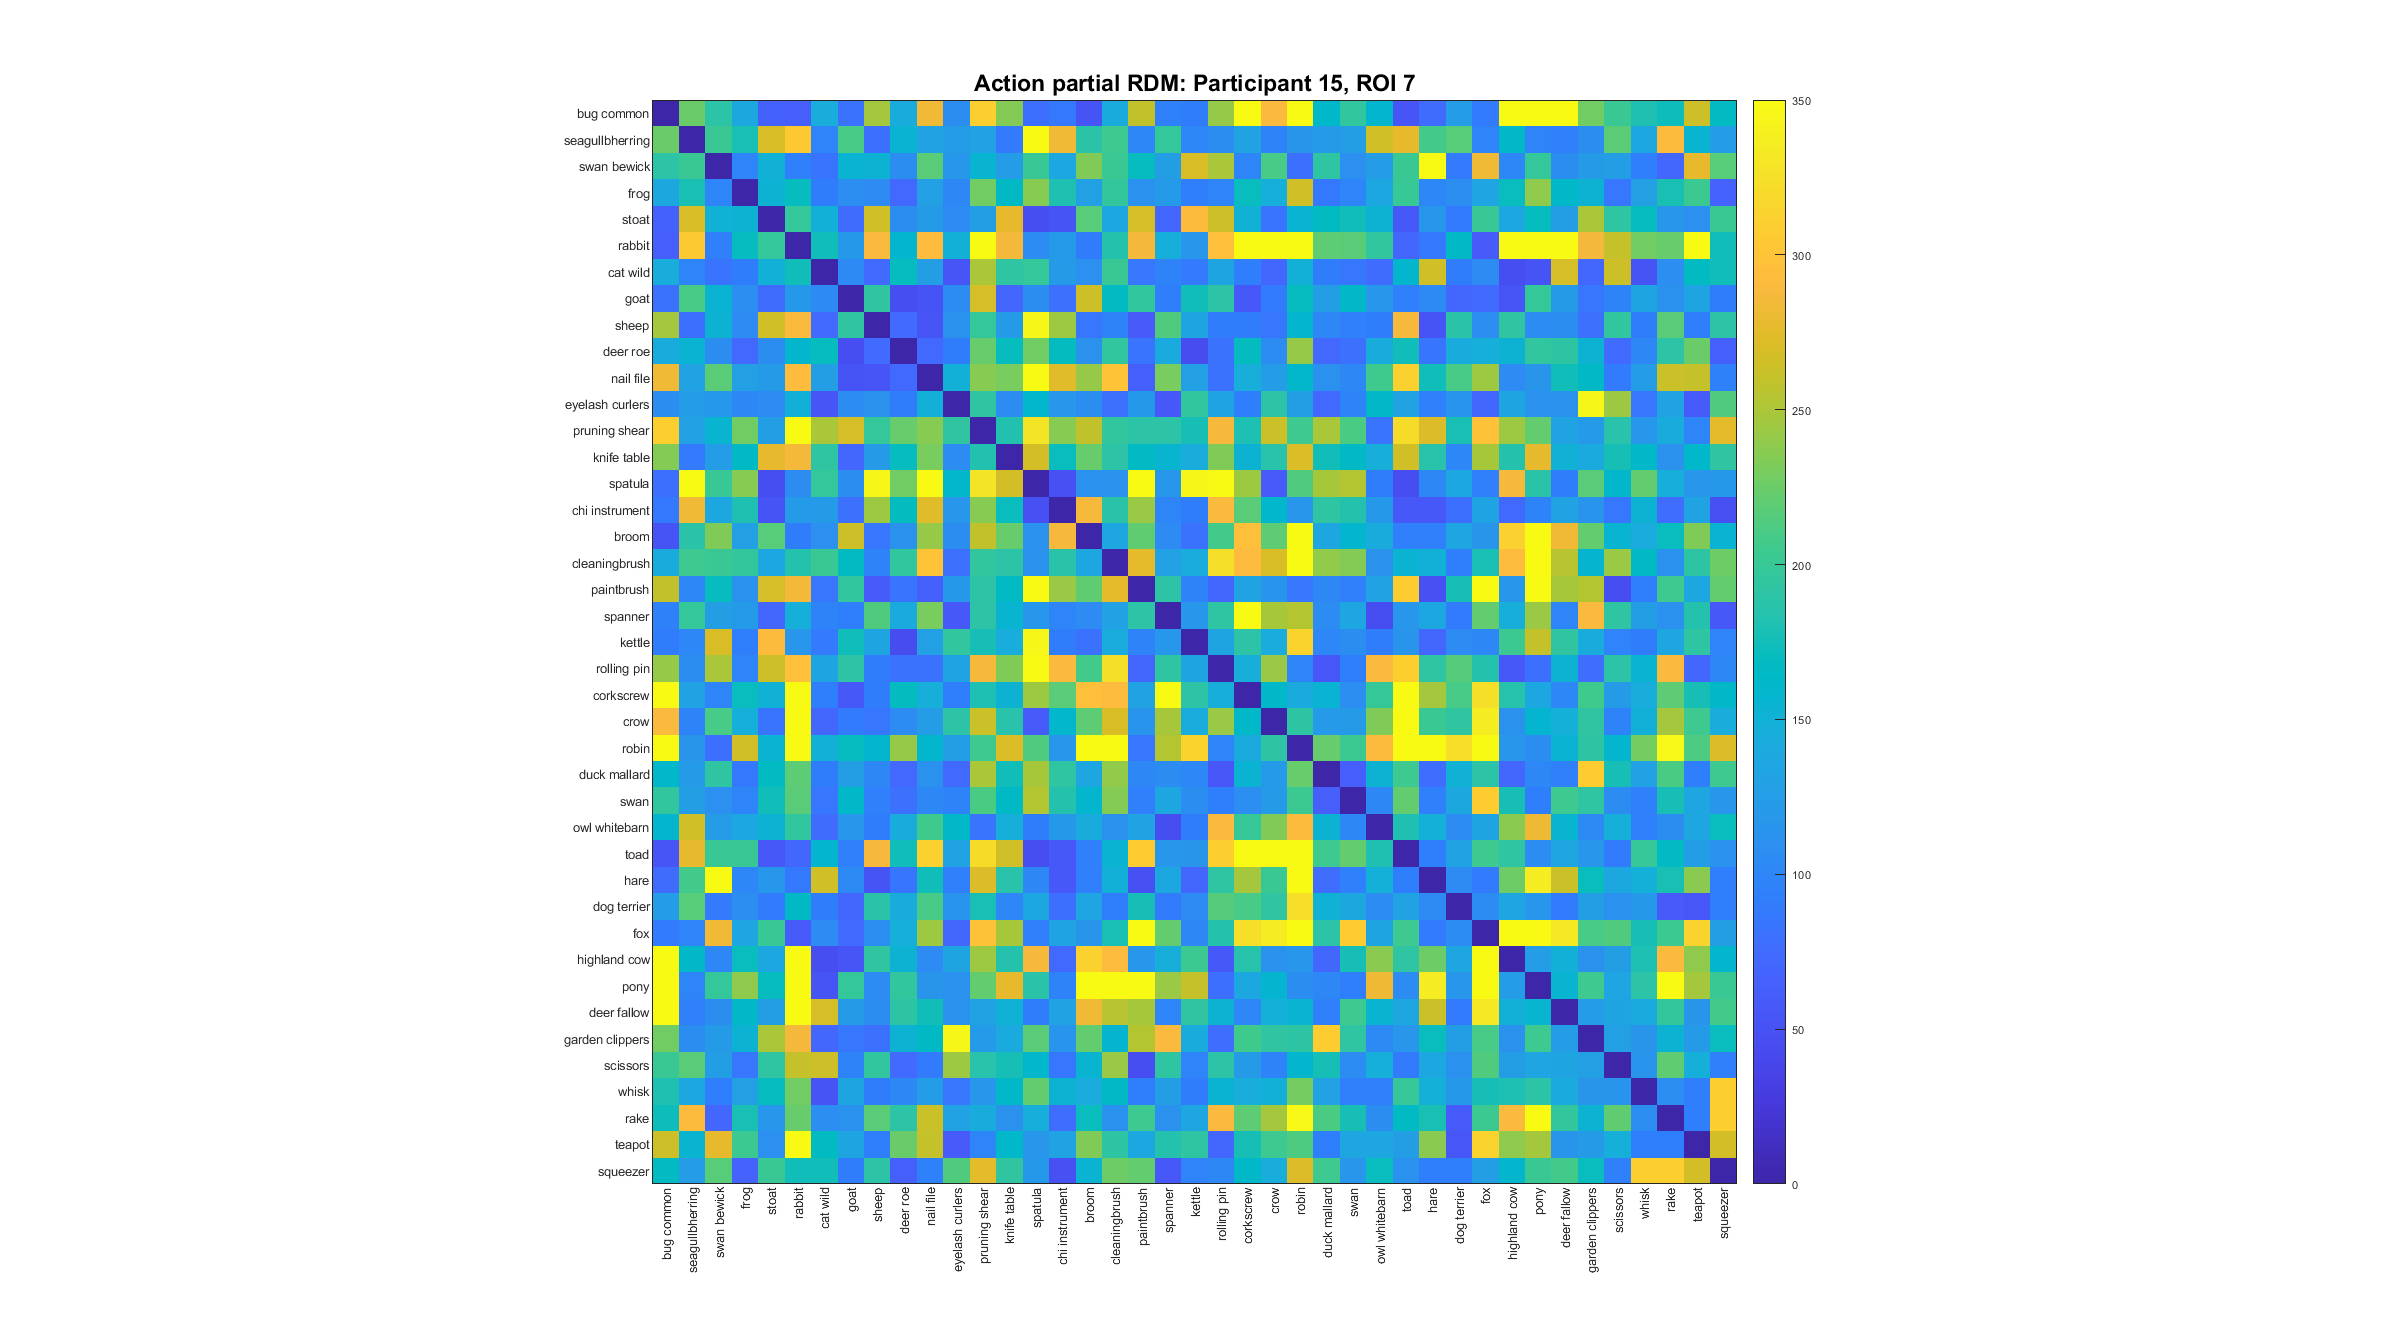 Action partial RDM: Participant 15, ROI 7
bug common
seagullbherring
swan bewick
frog
stoat
rabbit
cat wild
goat
sheep
deer roe
nail file
eyelash curlers
pruning shear
knife table
spatula
chi instrument
broom
cleaningbrush
paintbrush
spanner
kettle
rolling pin
corkscrew
crow
robin
duck mallard
swan
owl whitebarn
toad
hare
dog terrier
fox
highland cow
pony
deer fallow
garden clippers
scissors
whisk
rake
teapot
squeezer
bug common
seagullbherring
swan bewick
frog
stoat
rabbit
cat wild
goat
sheep
deer roe
nail file
eyelash curlers
pruning shear
knife table
spatula
chi instrument
broom
cleaningbrush
paintbrush
spanner
kettle
rolling pin
corkscrew
crow
robin
duck mallard
swan
owl whitebarn
toad
hare
dog terrier
fox
highland cow
pony
deer fallow
garden clippers
scissors
whisk
rake
teapot
squeezer
350
300
250
200
150
100
50
0